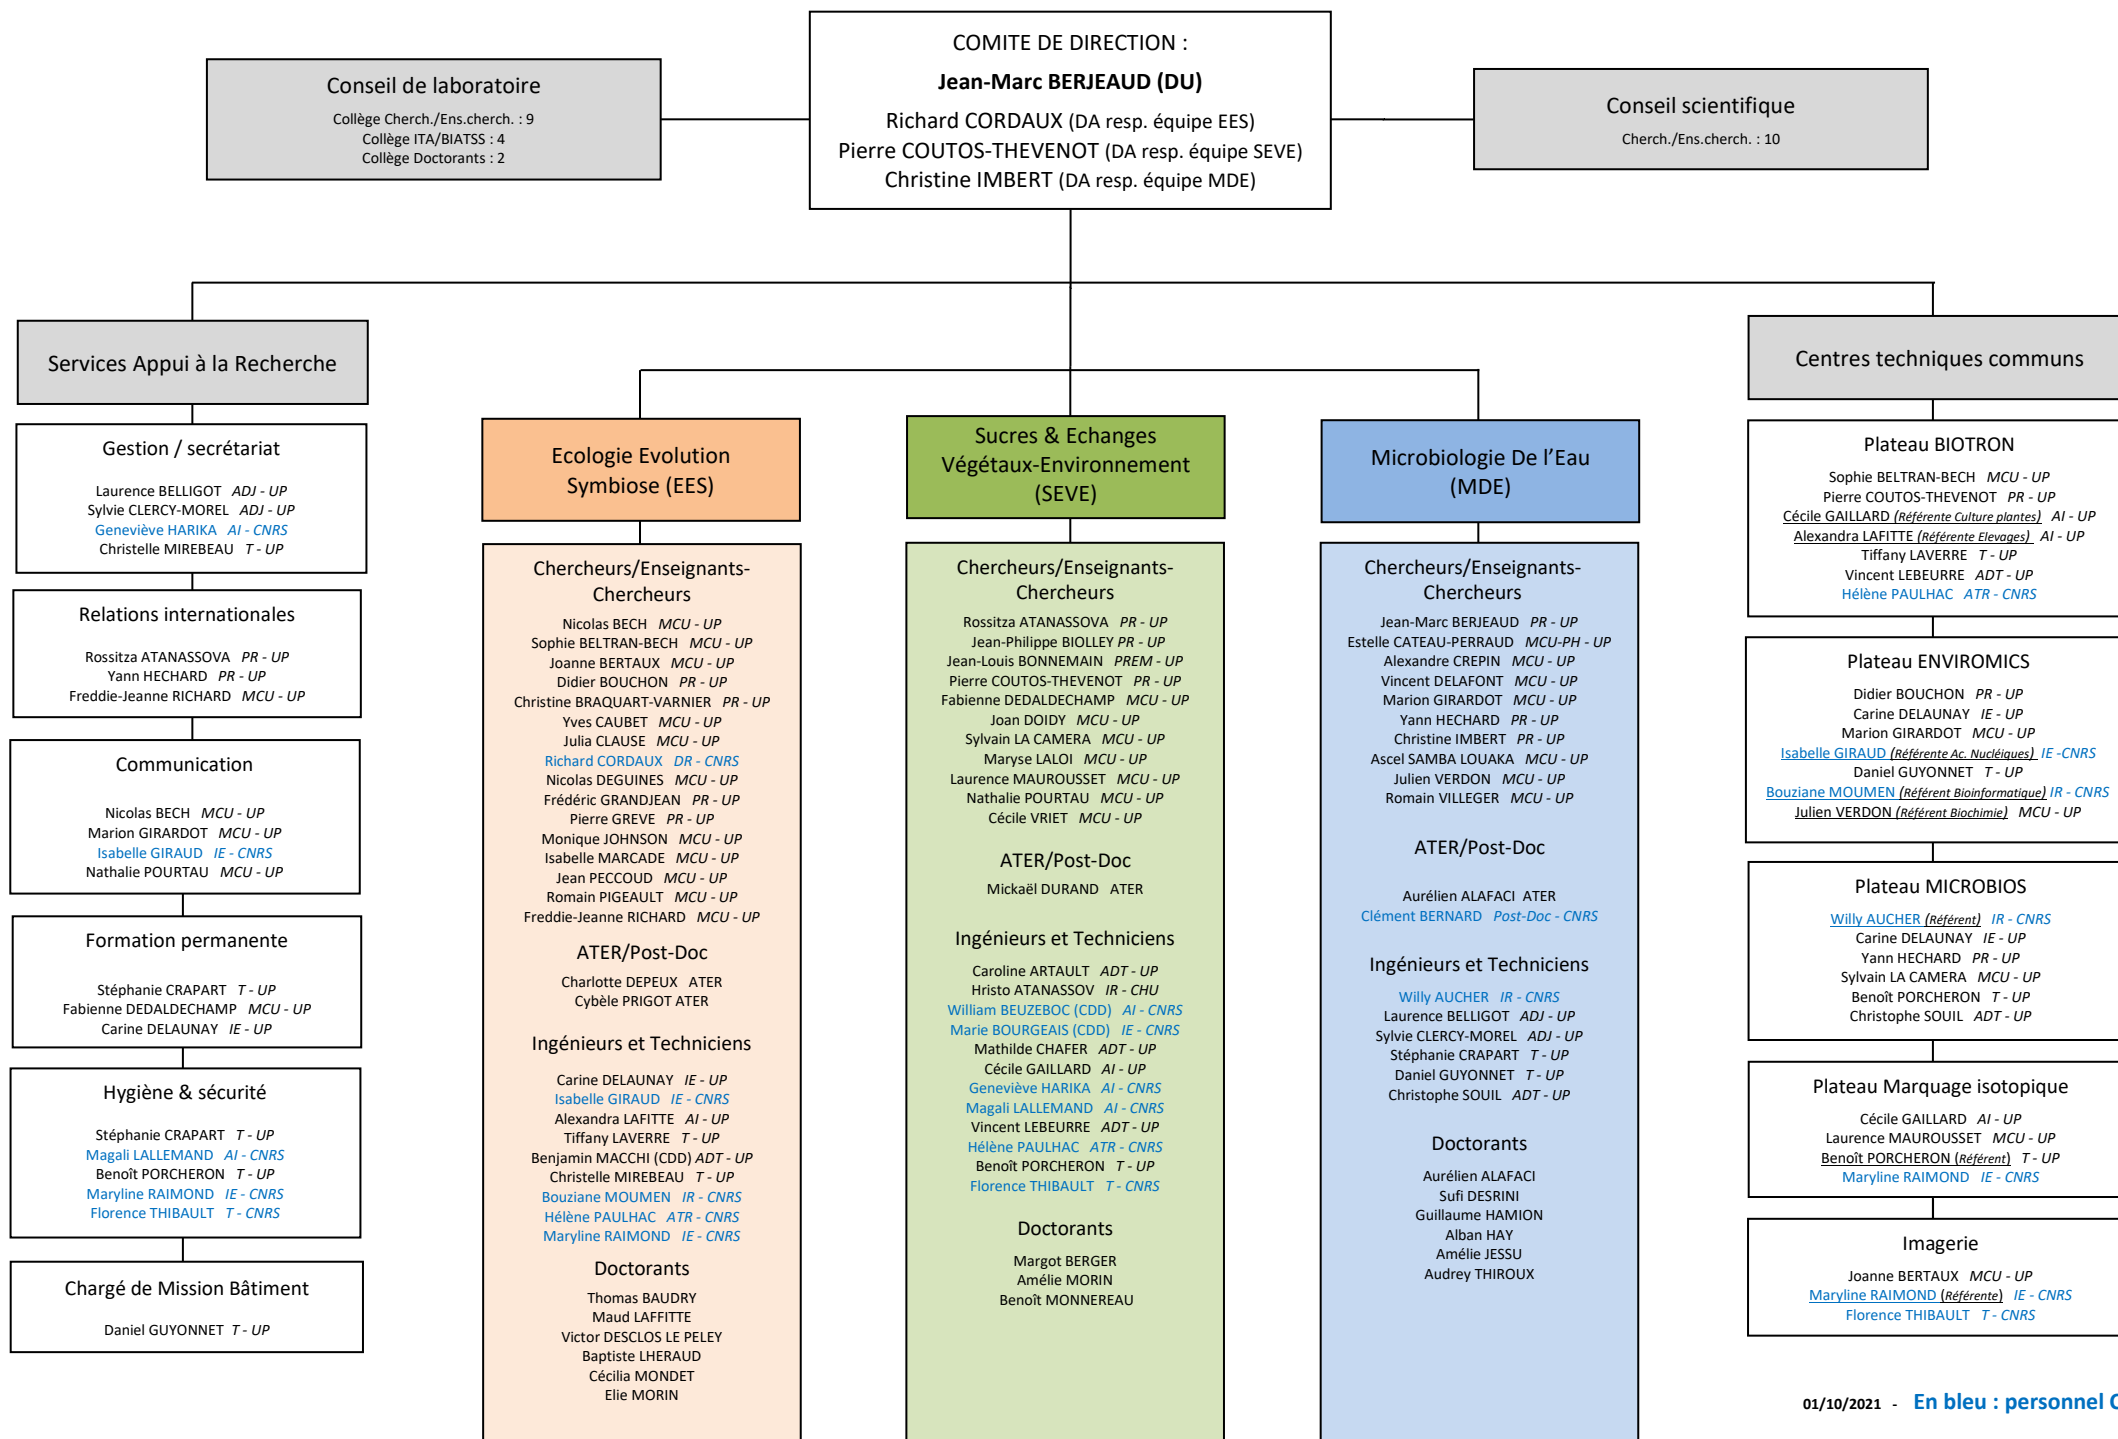 COMITE DE DIRECTION :
Jean-Marc BERJEAUD (DU)
Richard CORDAUX (DA resp. équipe EES)
Pierre COUTOS-THEVENOT (DA resp. équipe SEVE)
Christine IMBERT (DA resp. équipe MDE)
Conseil de laboratoire
Collège Cherch./Ens.cherch. : 9
Collège ITA/BIATSS : 4
Collège Doctorants : 2
Conseil scientifique
Cherch./Ens.cherch. : 10
Services Appui à la Recherche
Gestion / secrétariat
Laurence BELLIGOT ADJ - UP
Sylvie CLERCY-MOREL ADJ - UP
Geneviève HARIKA AI - CNRS
Christelle MIREBEAU T - UP
Relations internationales
Rossitza ATANASSOVA PR - UP
Yann HECHARD PR - UP
Freddie-Jeanne RICHARD MCU - UP
Communication
Nicolas BECH MCU - UP
Marion GIRARDOT MCU - UP
Isabelle GIRAUD IE - CNRS
Nathalie POURTAU MCU - UP
Formation permanente
Stéphanie CRAPART T - UP
Fabienne DEDALDECHAMP MCU - UP
Carine DELAUNAY IE - UP
Hygiène & sécurité
Stéphanie CRAPART T - UP
Magali LALLEMAND AI - CNRS
Benoît PORCHERON T - UP
Maryline RAIMOND IE - CNRS
Florence THIBAULT T - CNRS
Chargé de Mission Bâtiment
Daniel GUYONNET T - UP
Ecologie Evolution
Symbiose (EES)
Chercheurs/Enseignants-
Chercheurs
Nicolas BECH MCU - UP
Sophie BELTRAN-BECH MCU - UP
Joanne BERTAUX MCU - UP
Didier BOUCHON PR - UP
Christine BRAQUART-VARNIER PR - UP
Yves CAUBET MCU - UP
Julia CLAUSE MCU - UP
Richard CORDAUX DR - CNRS
Nicolas DEGUINES MCU - UP
Frédéric GRANDJEAN PR - UP
Pierre GREVE PR - UP
Monique JOHNSON MCU - UP
Isabelle MARCADE MCU - UP
Jean PECCOUD MCU - UP
Romain PIGEAULT MCU - UP
Freddie-Jeanne RICHARD MCU - UP
ATER/Post-Doc
Charlotte DEPEUX ATER
Cybèle PRIGOT ATER
Ingénieurs et Techniciens
Carine DELAUNAY IE - UP
Isabelle GIRAUD IE - CNRS
Alexandra LAFITTE AI - UP
Tiffany LAVERRE T - UP
Benjamin MACCHI (CDD) ADT - UP
Christelle MIREBEAU T - UP
Bouziane MOUMEN IR - CNRS
Hélène PAULHAC ATR - CNRS
Maryline RAIMOND IE - CNRS
Doctorants
Thomas BAUDRY
Maud LAFFITTE
Victor DESCLOS LE PELEY
Baptiste LHERAUD
Cécilia MONDET
Elie MORIN
Sucres & Echanges
Végétaux-Environnement
(SEVE)
Chercheurs/Enseignants-
Chercheurs
Rossitza ATANASSOVA PR - UP
Jean-Philippe BIOLLEY PR - UP
Jean-Louis BONNEMAIN PREM - UP
Pierre COUTOS-THEVENOT PR - UP
Fabienne DEDALDECHAMP MCU - UP
Joan DOIDY MCU - UP
Sylvain LA CAMERA MCU - UP
Maryse LALOI MCU - UP
Laurence MAUROUSSET MCU - UP
Nathalie POURTAU MCU - UP
Cécile VRIET MCU - UP
ATER/Post-Doc
Mickaël DURAND ATER
Ingénieurs et Techniciens
Caroline ARTAULT ADT - UP
Hristo ATANASSOV IR - CHU
William BEUZEBOC (CDD) AI - CNRS
Marie BOURGEAIS (CDD) IE - CNRS
Mathilde CHAFER ADT - UP
Cécile GAILLARD AI - UP
Geneviève HARIKA AI - CNRS
Magali LALLEMAND AI - CNRS
Vincent LEBEURRE ADT - UP
Hélène PAULHAC ATR - CNRS
Benoît PORCHERON T - UP
Florence THIBAULT T - CNRS
Doctorants
Margot BERGER
Amélie MORIN
Benoît MONNEREAU
Microbiologie De l'Eau
(MDE)
Chercheurs/Enseignants-
Chercheurs
Jean-Marc BERJEAUD PR - UP
Estelle CATEAU-PERRAUD MCU-PH - UP
Alexandre CREPIN MCU - UP
Vincent DELAFONT MCU - UP
Marion GIRARDOT MCU - UP
Yann HECHARD PR - UP
Christine IMBERT PR - UP
Ascel SAMBA LOUAKA MCU - UP
Julien VERDON MCU - UP
Romain VILLEGER MCU - UP
ATER/Post-Doc
Aurélien ALAFACI ATER
Clément BERNARD Post-Doc - CNRS
Ingénieurs et Techniciens
Willy AUCHER IR - CNRS
Laurence BELLIGOT ADJ - UP
Sylvie CLERCY-MOREL ADJ - UP
Stéphanie CRAPART T - UP
Daniel GUYONNET T - UP
Christophe SOUIL ADT - UP
Doctorants
Aurélien ALAFACI
Sufi DESRINI
Guillaume HAMION
Alban HAY
Amélie JESSU
Audrey THIROUX
Centres techniques communs
Plateau BIOTRON
Sophie BELTRAN-BECH MCU - UP
Pierre COUTOS-THEVENOT PR - UP
Cécile GAILLARD (Référente Culture plantes) AI - UP
Alexandra LAFITTE (Référente Elevages) AI - UP
Tiffany LAVERRE T - UP
Vincent LEBEURRE ADT - UP
Hélène PAULHAC ATR - CNRS
Plateau ENVIROMICS
Didier BOUCHON PR - UP
Carine DELAUNAY IE - UP
Marion GIRARDOT MCU - UP
Isabelle GIRAUD (Référente Ac. Nucléiques) IE -CNRS
Daniel GUYONNET T - UP
Bouziane MOUMEN (Référent Bioinformatique) IR - CNRS
Julien VERDON (Référent Biochimie) MCU - UP
Plateau MICROBIOS
Willy AUCHER (Référent) IR - CNRS
Carine DELAUNAY IE - UP
Yann HECHARD PR - UP
Sylvain LA CAMERA MCU - UP
Benoît PORCHERON T - UP
Christophe SOUIL ADT - UP
Plateau Marquage isotopique
Cécile GAILLARD AI - UP
Laurence MAUROUSSET MCU - UP
Benoît PORCHERON (Référent) T - UP
Maryline RAIMOND IE - CNRS
Imagerie
Joanne BERTAUX MCU - UP
Maryline RAIMOND (Référente) IE - CNRS
Florence THIBAULT T - CNRS
01/10/2021 - En bleu : personnel